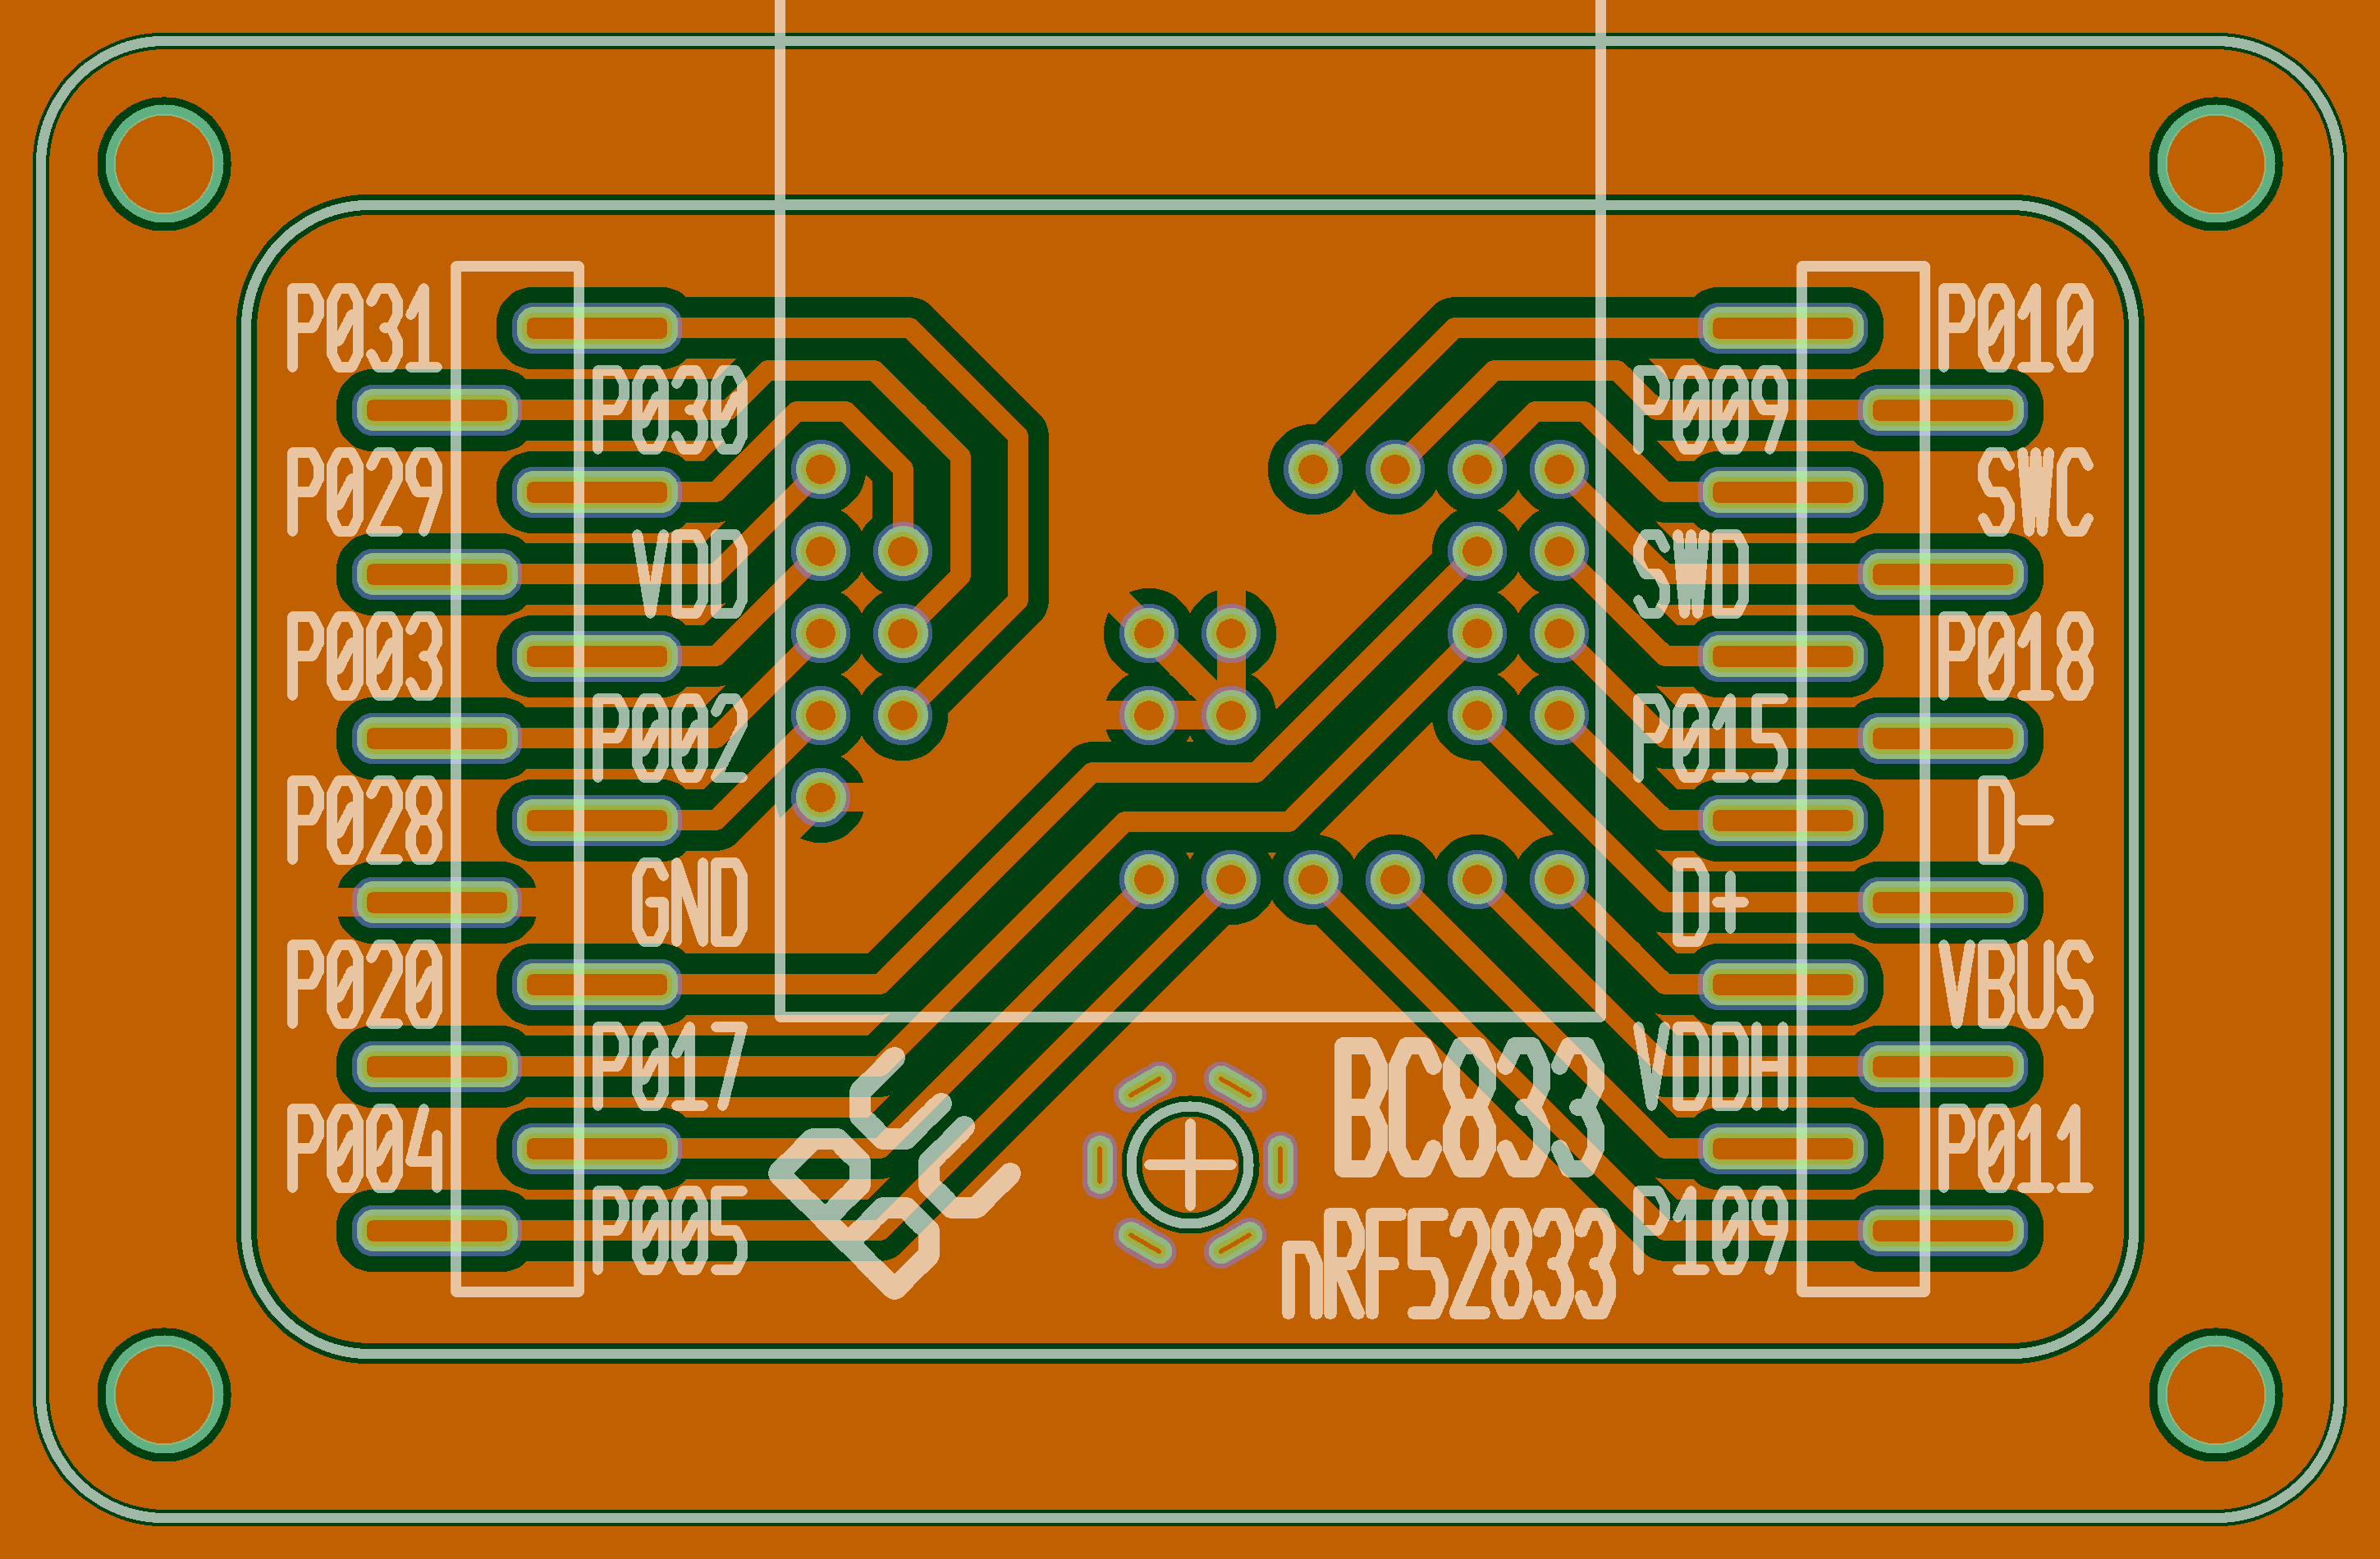 P031 P010
P030 P009
P029 SWC
VDD SWD
P003 P018
P002 P015
P028 D-
GND D+
P020 VBUS
P017 VDDH
BC833
P004 P011
P005 P109
nRF52833